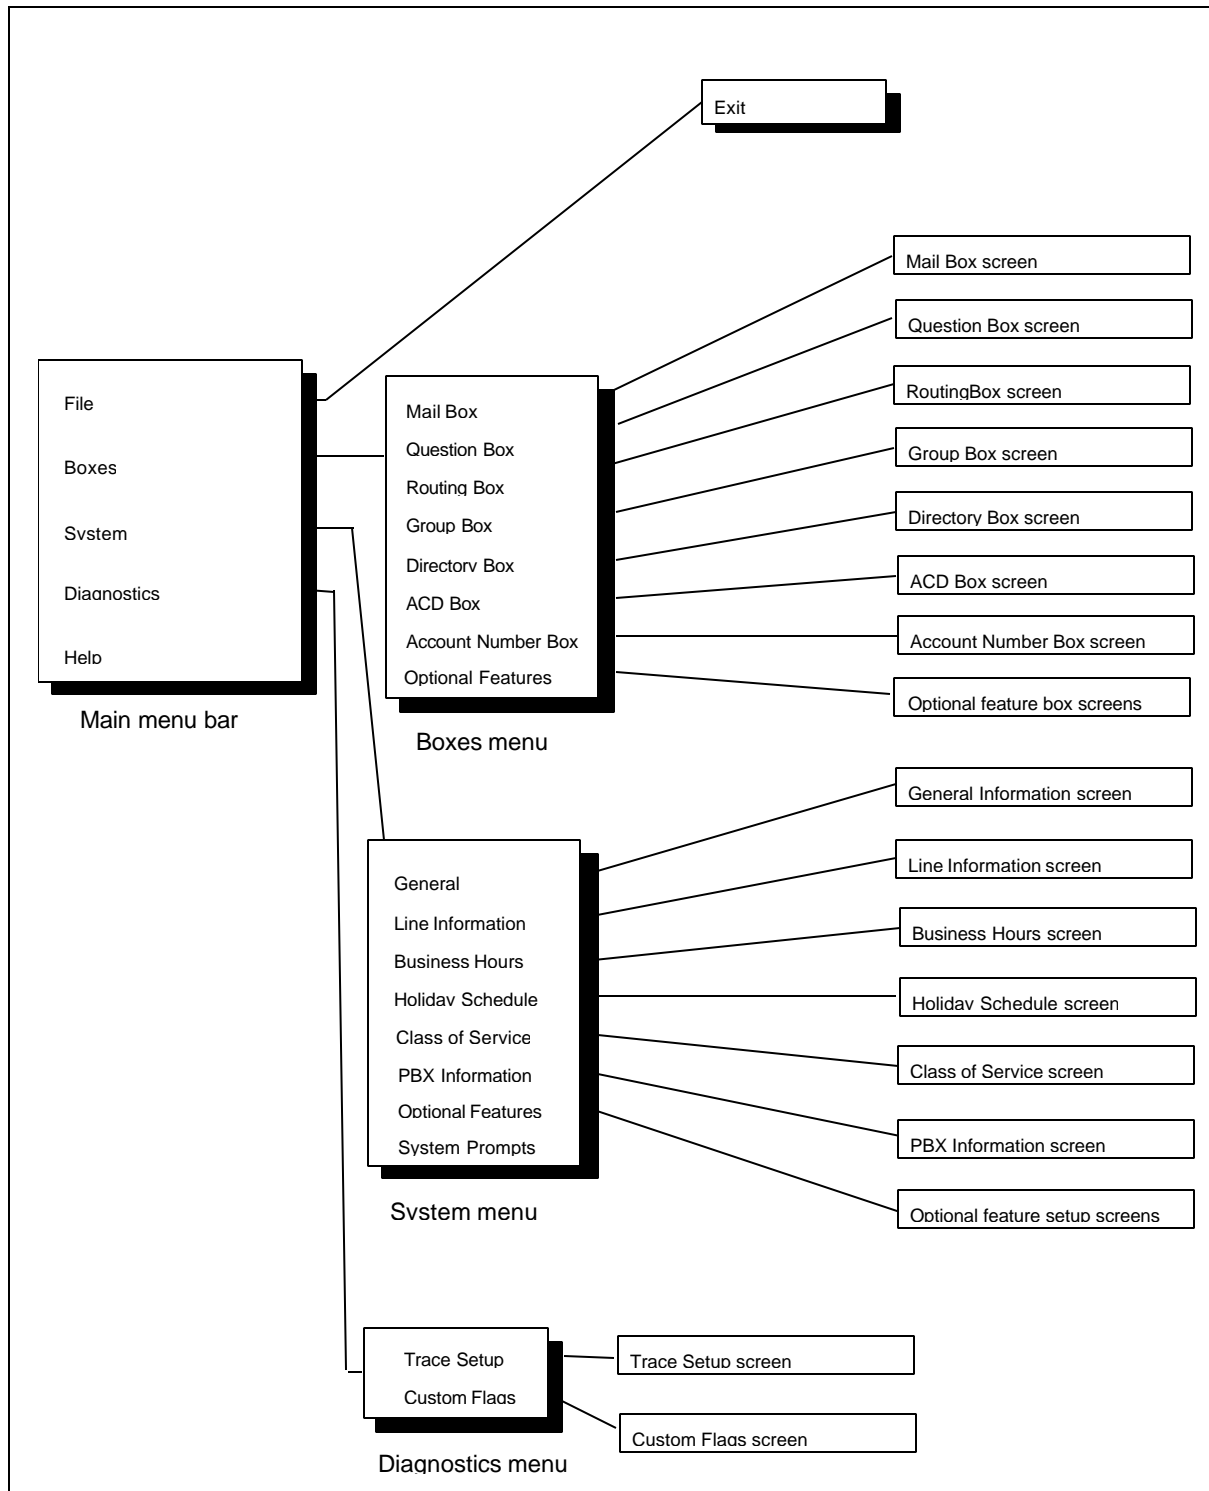 Exit
File
Boxes
System
Diagnostics
Help
Main menu bar
Mail Box
Question Box
Routing Box
Group Box
Directory Box
ACD Box
Account Number Box
Optional Features
Boxes menu
Mail Box screen
Question Box screen
RoutingBox screen
Group Box screen
Directory Box screen
ACD Box screen
Account Number Box screen
Optional feature box screens
General
Line Information
Business Hours
Holiday Schedule
Class of Service
PBX Information
Optional Features
System Prompts
System menu
General Information screen
Line Information screen
Business Hours screen
Holiday Schedule screen
Class of Service screen
PBX Information screen
Optional feature setup screens
Trace Setup
Custom Flags
Diagnostics menu
Trace Setup screen
Custom Flags screen